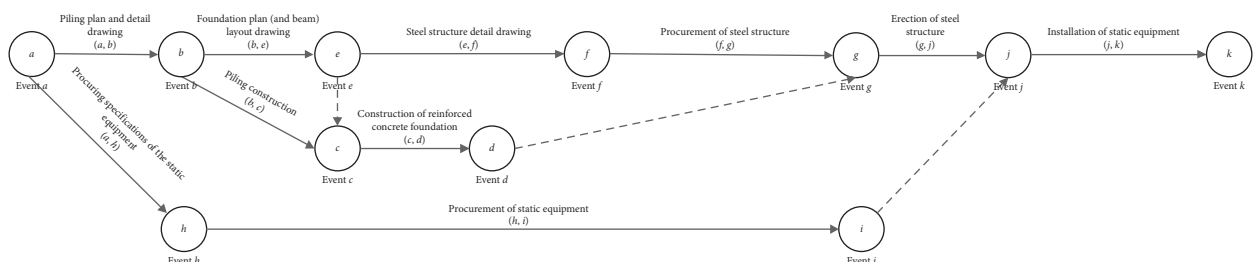 Piling plan and detail
drawing
(a, b)
Foundation plan (and beam)
layout drawing
(b, e)
Steel structure detail drawing
(e, f)
Procurement of steel structure
(f, g)
Erection of steel
structure
(g, j)
Installation of static equipment
(j, k)
a
b
e
f
g
j
k
Event a
Event b
Event e
Event f
Event g
Event j
Event k
Procuring specifications of the static
equipment
(a, h)
Piling construction
(b, c)
Construction of reinforced
concrete foundation
(c, d)
c
d
Event c
Event d
Procurement of static equipment
(h, i)
h
i
Event h
Event i